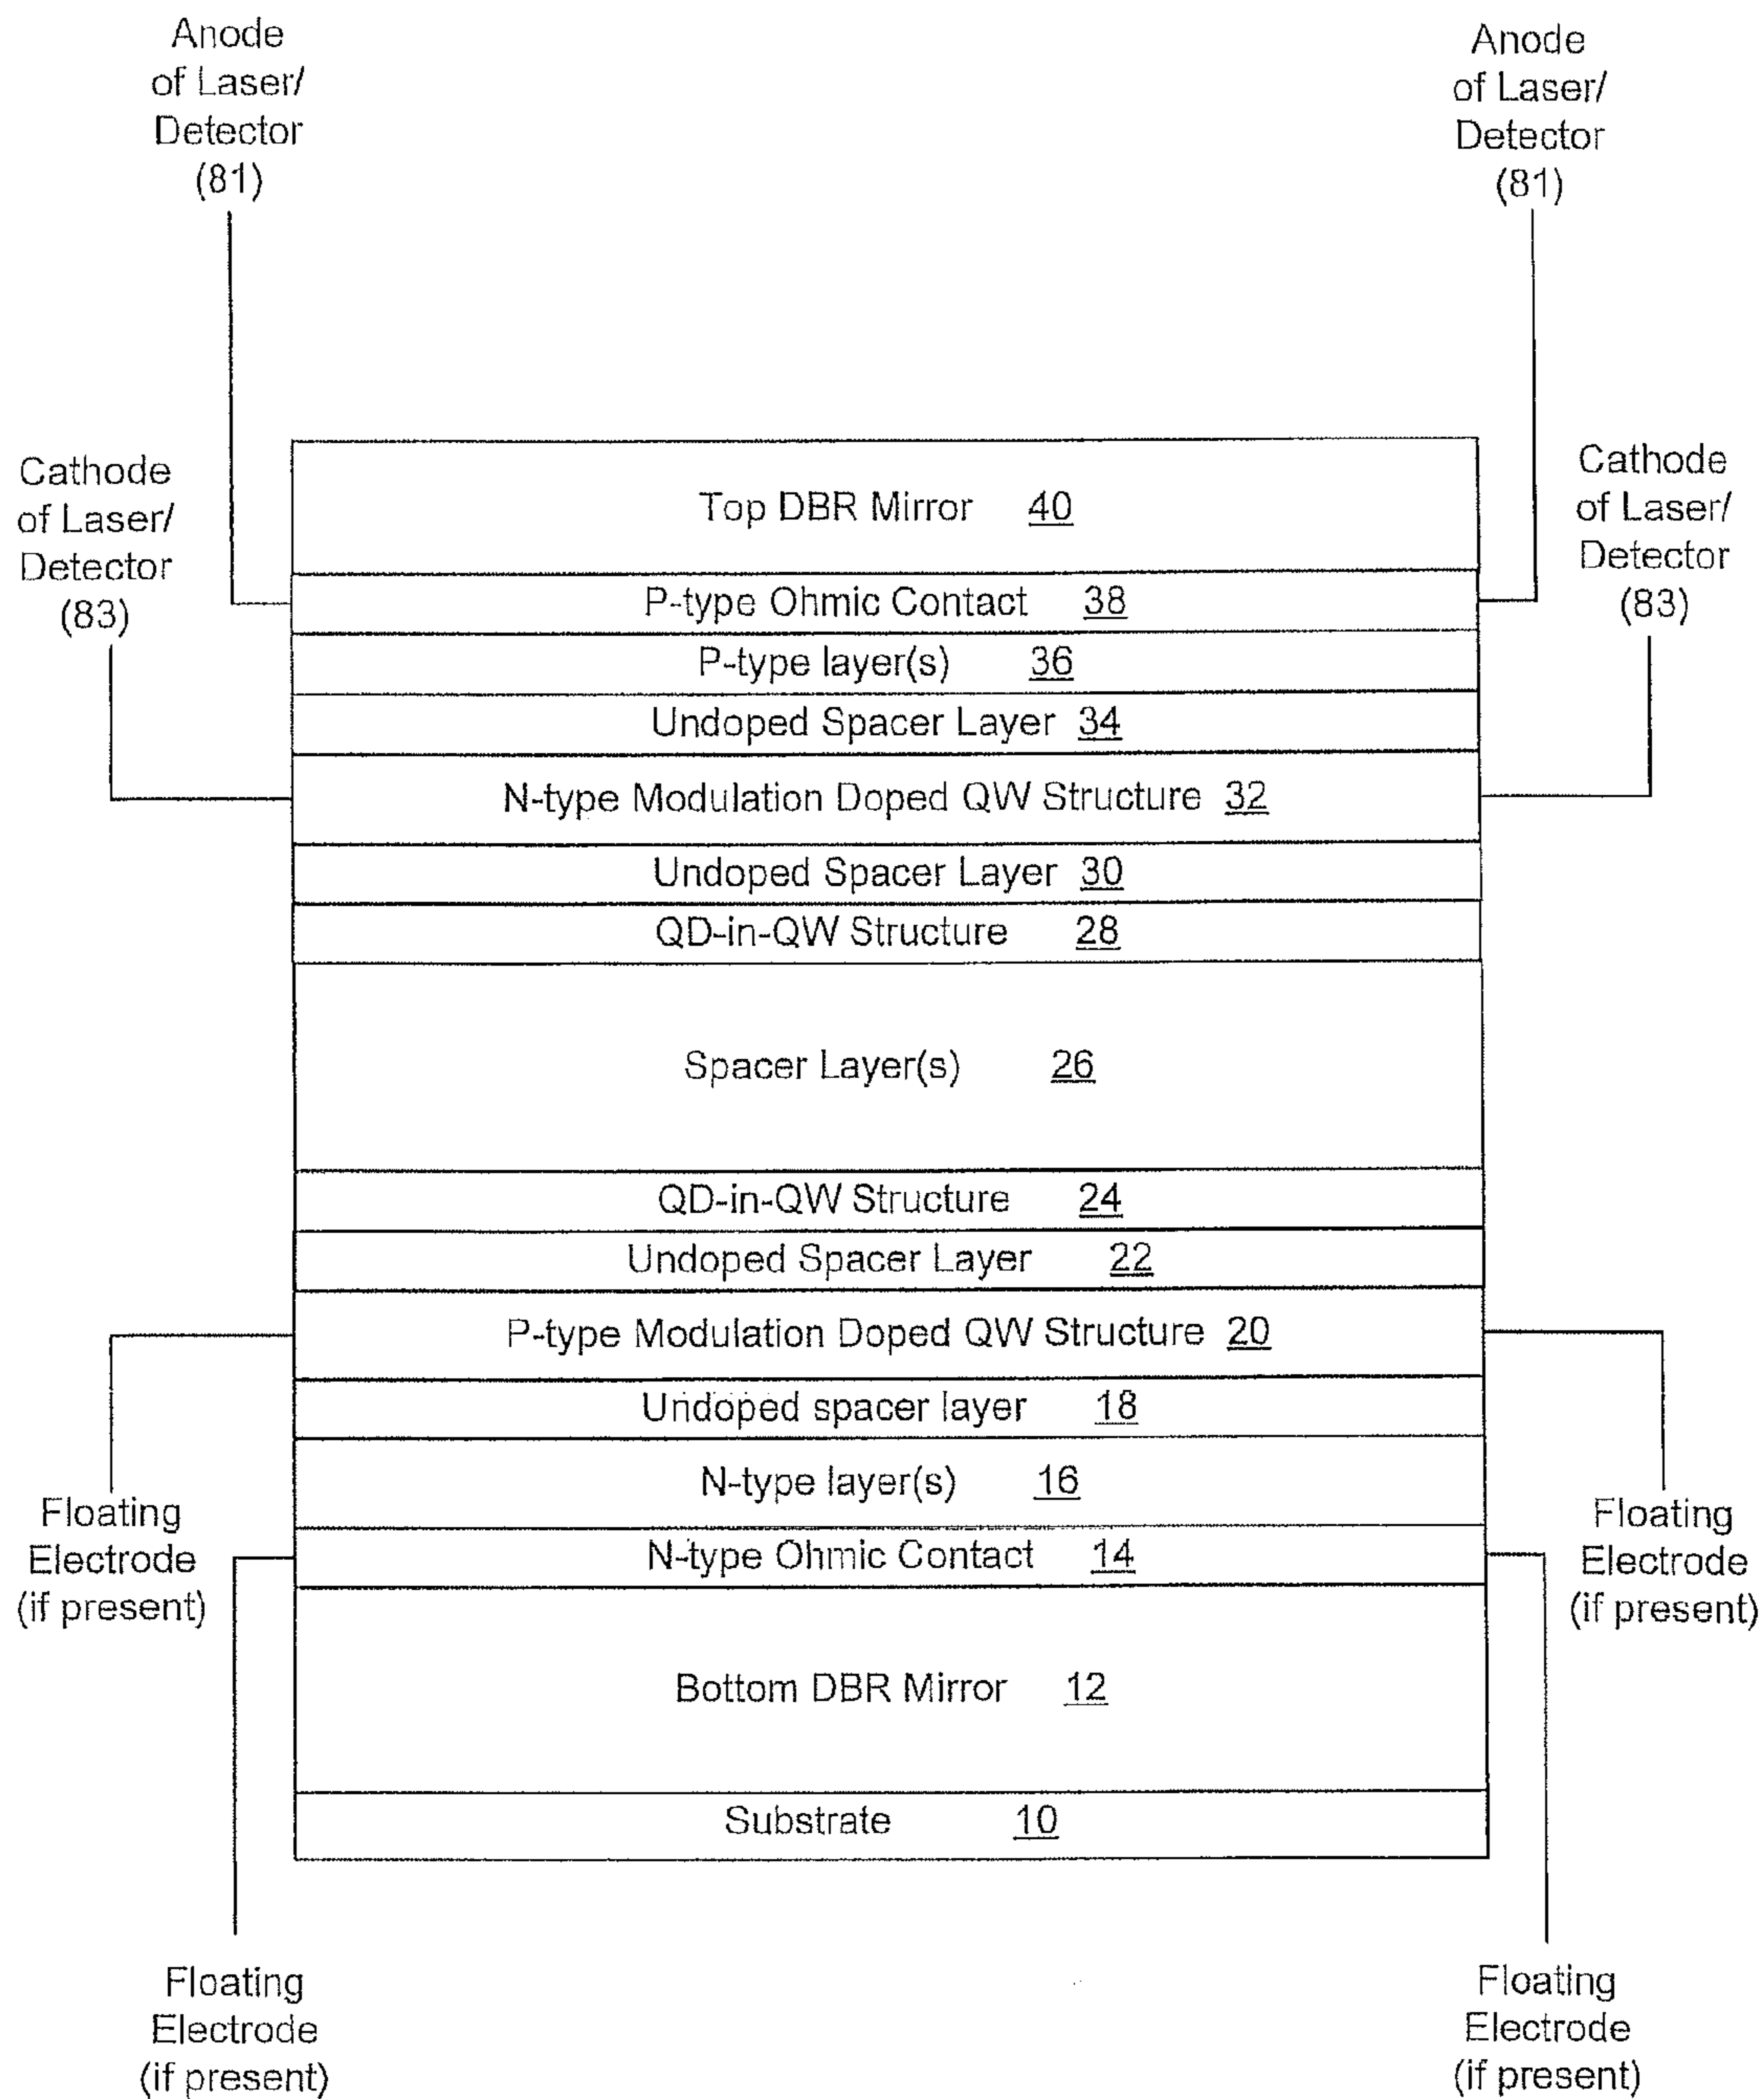 Anode
of Laser/
Detector
(81)
Anode
of Laser/
Detector
(81)
Cathode
of Laser/
Detector
(83)
Cathode
of Laser/
Detector
(83)
Top DBR Mirror 40
P-type Ohmic Contact 38
P-type layer(s) 36
Undoped Spacer Layer 34
N-type Modulation Doped QW Structure 32
Undoped Spacer Layer 30
QD-in-QW Structure 28
Spacer Layer(s) 26
QD-in-QW Structure 24
Undoped Spacer Layer 22
P-type Modulation Doped QW Structure 20
Undoped spacer layer 18
N-type layer(s) 16
N-type Ohmic Contact 14
Bottom DBR Mirror 12
Substrate 10
Floating
Electrode
(if present)
Floating
Electrode
(if present)
Floating
Electrode
(if present)
Floating
Electrode
(if present)